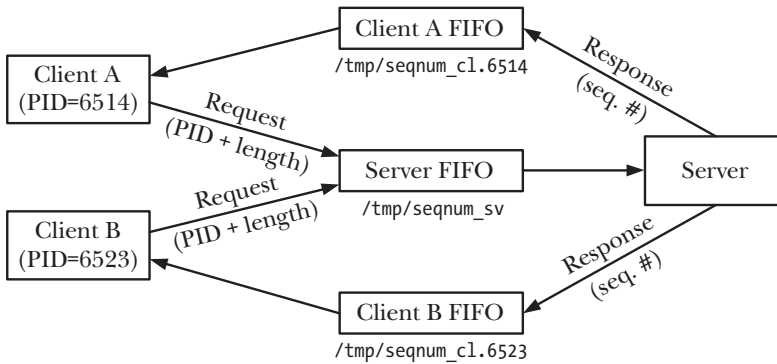 Client A FIFO
/tmp/seqnum_cl.6514
Client A
(PID=6514)
Response
(seq. #)
Request
(PID + length)
Server FIFO
/tmp/seqnum_sv
Server
Request
(PID + length)
Client B
(PID=6523)
Response
(seq. #)
Client B FIFO
/tmp/seqnum_cl.6523